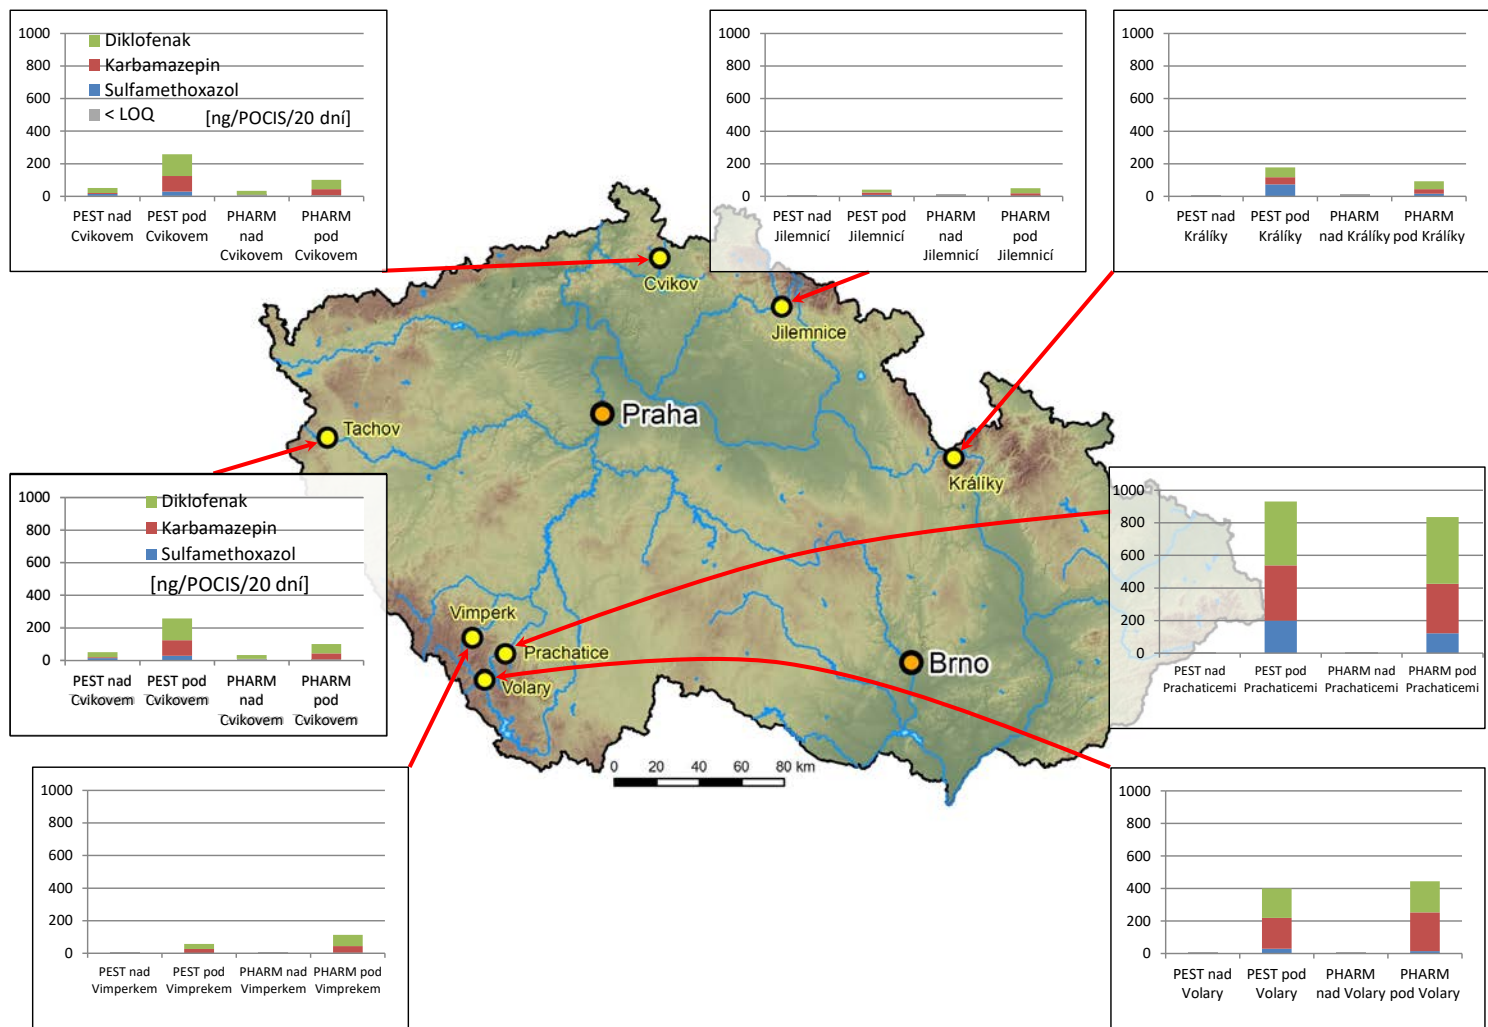 1000
800
600
400
200
0
Diklofenak
Karbamazepin
Sulfamethoxazol
< LOQ
[ng/POCIS/20 dní]
PEST nad
Cvikovem
PEST pod
Cvikovem
PHARM
nad
Cvikovem
PHARM
pod
Cvikovem
1000
800
600
400
200
0
PEST nad
Jilemnicí
PEST pod
Jilemnicí
PHARM
nad
Jilemnicí
PHARM
pod
Jilemnicí
1000
800
600
400
200
0
PEST nad
Králíky
PEST pod
Králíky
PHARM
nad Králíky
PHARM
pod Králíky
Cvikov
Jilemnice
Praha
Tachov
Králíky
Vimperk
Prachatice
Volary
Brno
0 20 40 60 80 km
1000
800
600
400
200
0
Diklofenak
Karbamazepin
Sulfamethoxazol
[ng/POCIS/20 dní]
PEST nad
Cvikovem
PEST pod
Cvikovem
PHARM
nad
Cvikovem
PHARM
pod
Cvikovem
1000
800
600
400
200
0
PEST nad
Prachaticemi
PEST pod
Prachaticemi
PHARM nad
Prachaticemi
PHARM pod
Prachaticemi
1000
800
600
400
200
0
PEST nad
Vimperkem
PEST pod
Vimprekem
PHARM nad
Vimperkem
PHARM pod
Vimprekem
1000
800
600
400
200
0
PEST nad
Volary
PEST pod
Volary
PHARM
nad Volary
PHARM
pod Volary